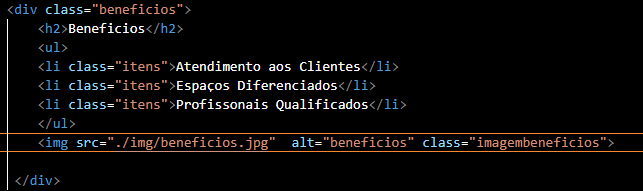 <div class="beneficios">
<h2>Beneficios</h2>
<ul>
<li class="itens">Atendimento aos Clientes</li>
<li class="itens">Espaços Diferenciados</li>
<li class="itens">Profissonais Qualificados</li>
</ul>
<img src="./img/beneficios.jpg"  alt="beneficios" class="imagembeneficios">
</div>